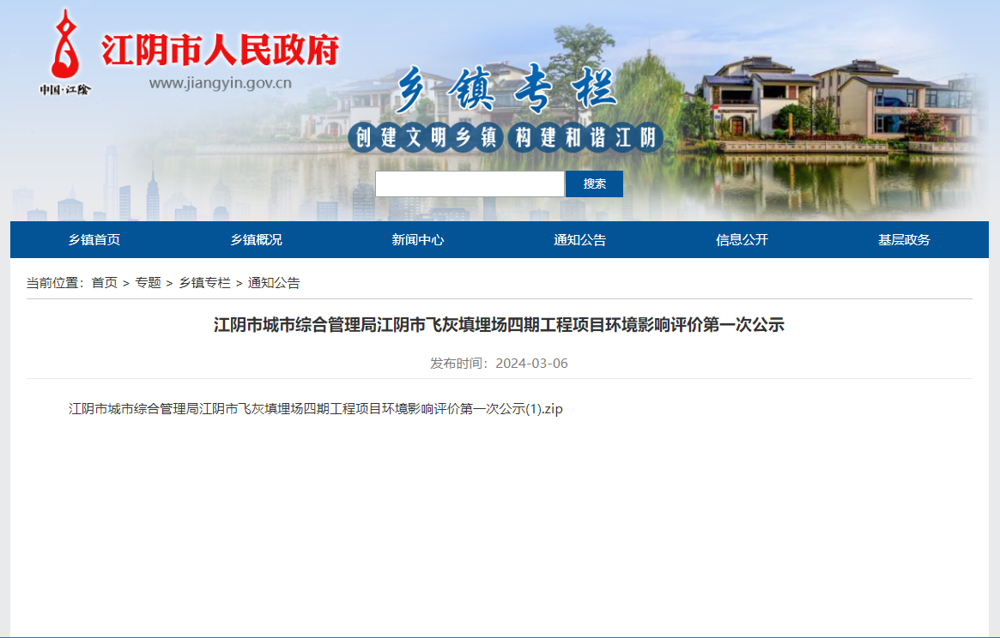 江阴市人民政府
www.jiangyin.gov.cn
中国·江阴
乡镇专栏
创建文明乡镇 构建和谐江阴
搜索
乡镇首页 乡镇概况 新闻中心 通知公告 信息公开 基层政务
当前位置：首页 > 专题 > 乡镇专栏 > 通知公告
江阴市城市综合管理局江阴市飞灰填埋场四期工程项目环境影响评价第一次公示
发布时间：2024-03-06
江阴市城市综合管理局江阴市飞灰填埋场四期工程项目环境影响评价第一次公示(1).zip